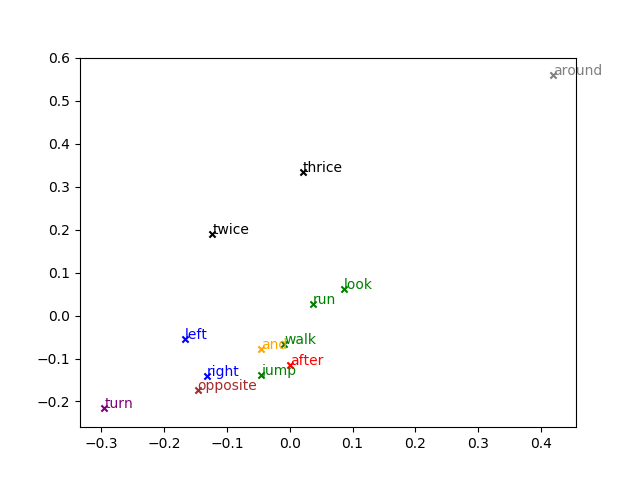 0.6
around
0.5
0.4
thrice
0.3
twice
0.2
0.1
look
run
0.0
left
walk
and
−0.1
after
right
jump
opposite
−0.2
turn
−0.3
−0.2
−0.1
0.0
0.1
0.2
0.3
0.4